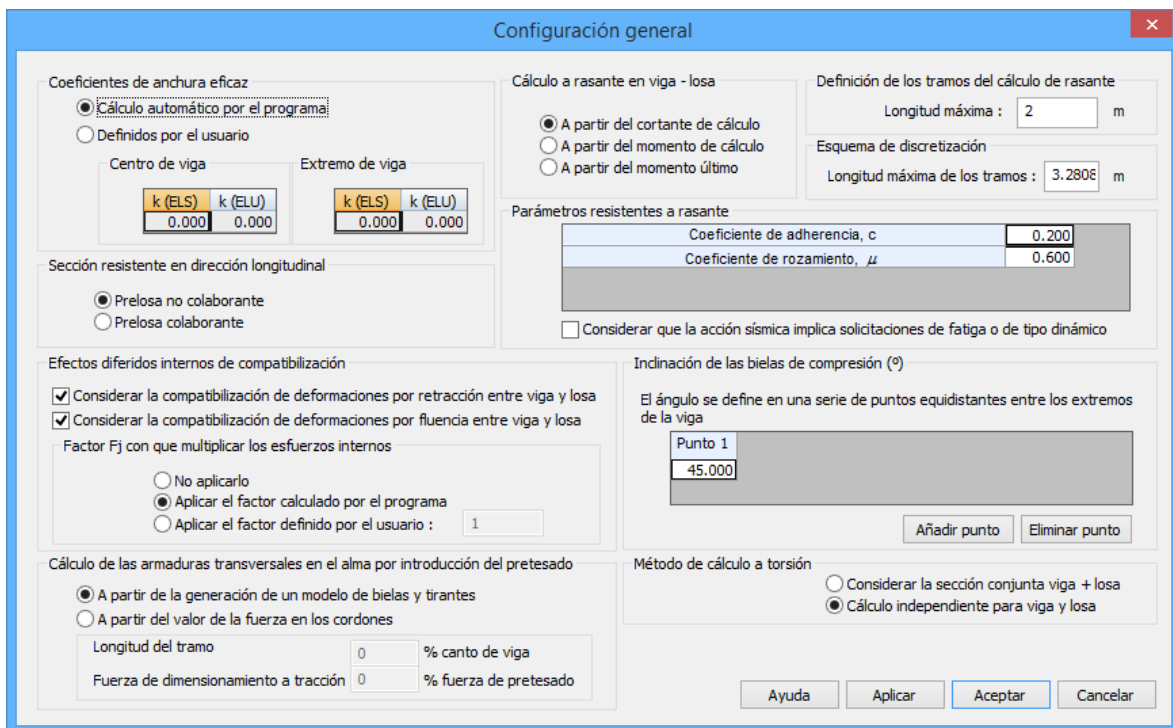 Configuración general
Coeficientes de anchura eficaz
Cálculo automático por el programa
Definidos por el usuario
Centro de viga
k (ELS) k (ELU)
0.000 0.000
Extremo de viga
k (ELS) k (ELU)
0.000 0.000
Sección resistente en dirección longitudinal
Prelosa no colaborante
Prelosa colaborante
Cálculo a rasante en viga - losa
A partir del cortante de cálculo
A partir del momento de cálculo
A partir del momento último
Definición de los tramos del cálculo de rasante
Longitud máxima : 2 m
Esquema de discretización
Longitud máxima de los tramos : 3.2808 m
Parámetros resistentes a rasante
Coeficiente de adherencia, c 0.200
Coeficiente de rozamiento, μ 0.600
Considerar que la acción sísmica implica solicitaciones de fatiga o de tipo dinámico
Efectos diferidos internos de compatibilización
Considerar la compatibilización de deformaciones por retracción entre viga y losa
Considerar la compatibilización de deformaciones por fluencia entre viga y losa
Factor Fj con que multiplicar los esfuerzos internos
No aplicarlo
Aplicar el factor calculado por el programa
Aplicar el factor definido por el usuario : 1
Inclinación de las bielas de compresión (º)
El ángulo se define en una serie de puntos equidistantes entre los extremos
de la viga
Punto 1
45.000
Añadir punto Eliminar punto
Cálculo de las armaduras transversales en el alma por introducción del pretesado
A partir de la generación de un modelo de bielas y tirantes
A partir del valor de la fuerza en los cordones
Longitud del tramo 0 % canto de viga
Fuerza de dimensionamiento a tracción 0 % fuerza de pretesado
Método de cálculo a torsión
Considerar la sección conjunta viga + losa
Cálculo independiente para viga y losa
Ayuda Aplicar Aceptar Cancelar